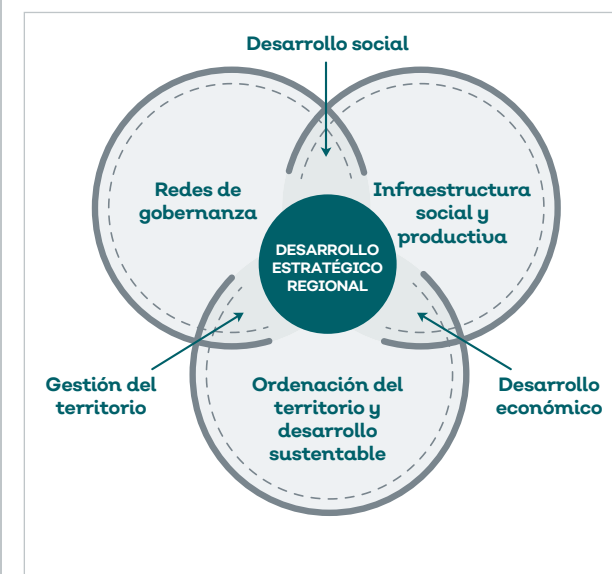 Desarrollo social
Redes de
gobernanza
Infraestructura
social y
productiva
DESARROLLO
ESTRATÉGICO
REGIONAL
Gestión del
territorio
Ordenación del
territorio y
desarrollo
sustentable
Desarrollo
económico